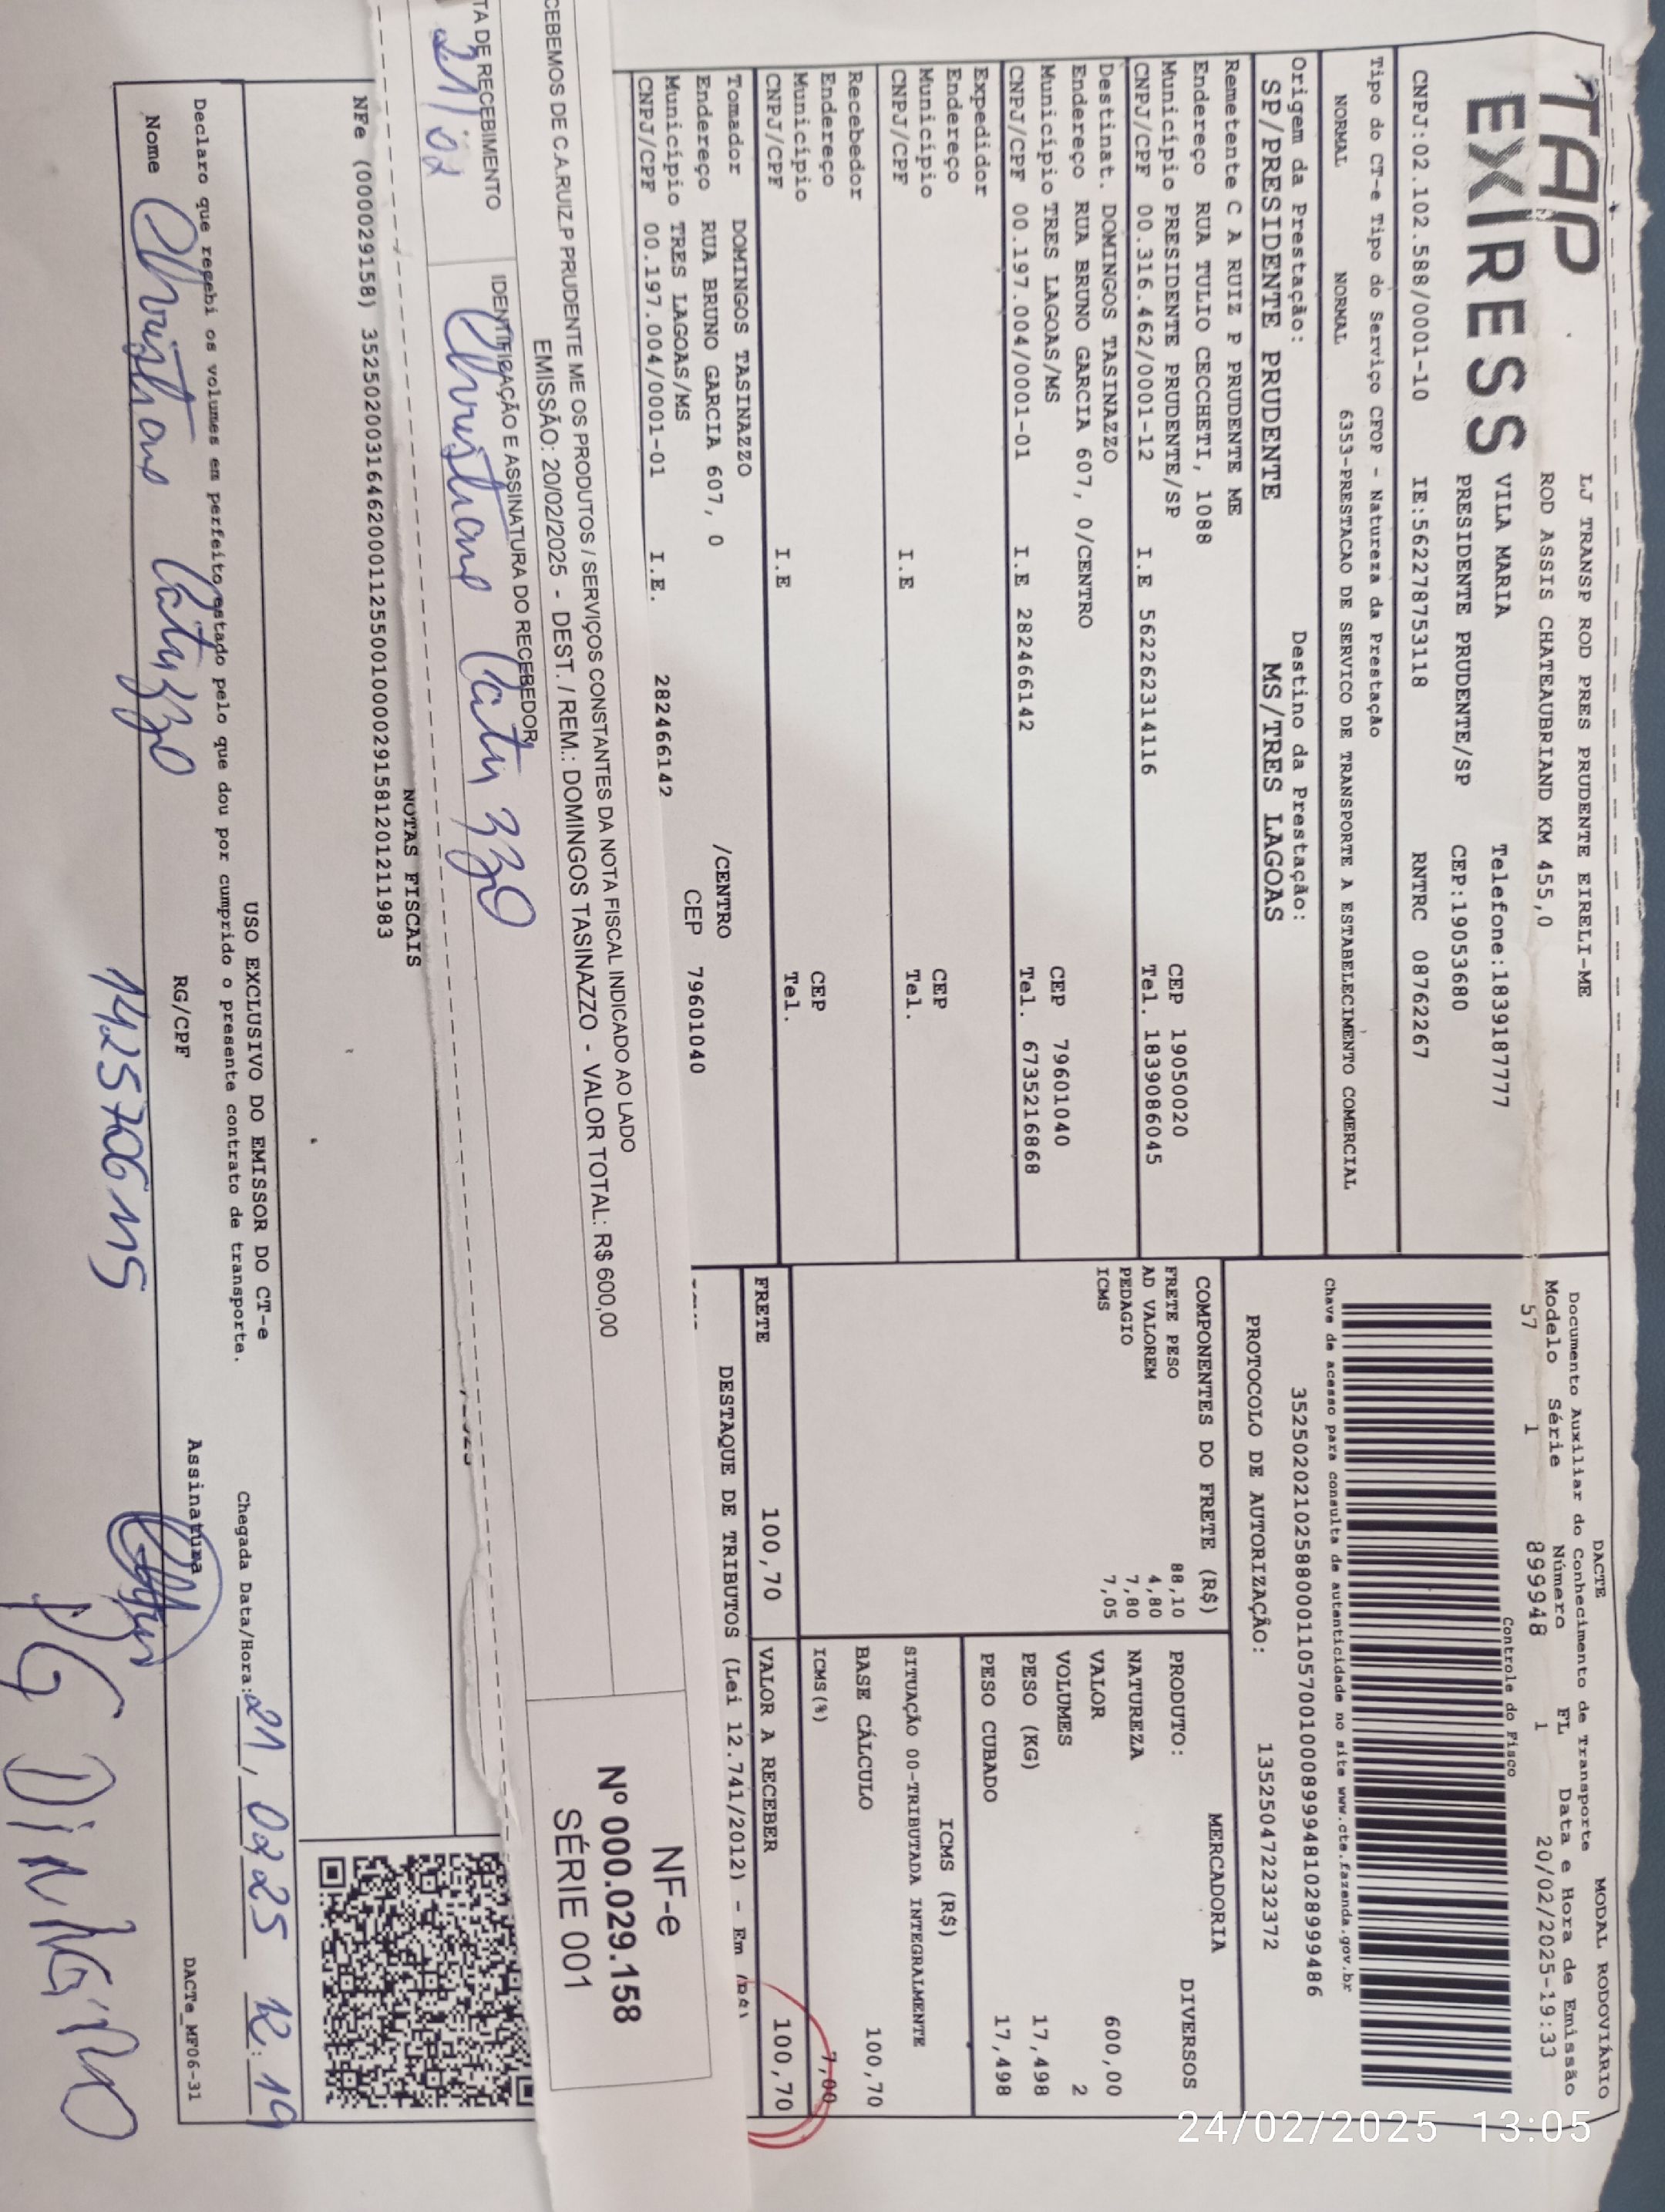 TAP
EXPRESS
LJ TRANSP ROD PRES PRUDENTE EIRELI-ME
ROD ASSIS CHATEAUBRIAND KM 455,0
VILA MARIA Telefone:1839187777
PRESIDENTE PRUDENTE/SP CEP:19053680
CNPJ:02.102.588/0001-10 IE:562278753118 RNTRC 08762267
DACTE MODAL RODOVIÁRIO
Documento Auxiliar do Conhecimento de Transporte
Modelo Série Número FL Data e Hora de Emissão
57 1 899948 1 20/02/2025-19:33
Controle do Fisco
Chave de acesso para consulta de autenticidade no site www.cte.fazenda.gov.br
35250202102588000110570010008999481028999486
PROTOCOLO DE AUTORIZAÇÃO: 135250472232372
Tipo do CT-e Tipo do Serviço CFOP - Natureza da Prestação
NORMAL NORMAL 6353-PRESTACAO DE SERVICO DE TRANSPORTE A ESTABELECIMENTO COMERCIAL
Origem da Prestação: Destino da Prestação:
SP/PRESIDENTE PRUDENTE MS/TRES LAGOAS
Remetente C A RUIZ P PRUDENTE ME
Endereço RUA TULIO CECCHETI, 1088
Município PRESIDENTE PRUDENTE/SP CEP 19050020
CNPJ/CPF 00.316.462/0001-12 I.E 562262314116 Tel. 1839086045
Destinat. DOMINGOS TASINAZZO
Endereço RUA BRUNO GARCIA 607, 0/CENTRO
Município TRES LAGOAS/MS CEP 79601040
CNPJ/CPF 00.197.004/0001-01 I.E 282466142 Tel. 6735216868
Expedidor
Endereço
Município CEP
CNPJ/CPF I.E Tel.
Recebedor
Endereço
Município CEP
CNPJ/CPF I.E Tel.
Tomador DOMINGOS TASINAZZO
Endereço RUA BRUNO GARCIA 607, 0 /CENTRO
Município TRES LAGOAS/MS CEP 79601040
CNPJ/CPF 00.197.004/0001-01 I.E. 282466142
COMPONENTES DO FRETE (R$)
FRETE PESO 88,10
AD VALOREM 4,80
PEDAGIO 7,80
ICMS 7,05
MERCADORIA
PRODUTO: DIVERSOS
NATUREZA
VALOR 600,00
VOLUMES 2
PESO (KG) 17,498
PESO CUBADO 17,498
ICMS (R$)
SITUAÇÃO 00-TRIBUTADA INTEGRALMENTE
BASE CÁLCULO 100,70
ICMS(%) 7,00
FRETE 100,70 VALOR A RECEBER 100,70
DESTAQUE DE TRIBUTOS (Lei 12.741/2012) - Em (R$)
CEBEMOS DE C.A.RUIZ.P PRUDENTE ME OS PRODUTOS / SERVIÇOS CONSTANTES DA NOTA FISCAL INDICADO AO LADO
EMISSÃO: 20/02/2025 - DEST. / REM.: DOMINGOS TASINAZZO - VALOR TOTAL: R$ 600,00
TA DE RECEBIMENTO IDENTIFICAÇÃO E ASSINATURA DO RECEBEDOR
21/02 Christiane Catuzzo
NF-e
Nº 000.029.158
SÉRIE 001
NOTAS FISCAIS
NFe (000029158) 35250200316462000112550010000291581201211983
USO EXCLUSIVO DO EMISSOR DO CT-e
Chegada Data/Hora: 21, 02 25 12:19
Declaro que recebi os volumes em perfeito estado pelo que dou por cumprido o presente contrato de transporte.
Nome Christiane Catuzzo RG/CPF 1425706 MS Assinatura
DACTe_MF06-31
24/02/2025 13:05